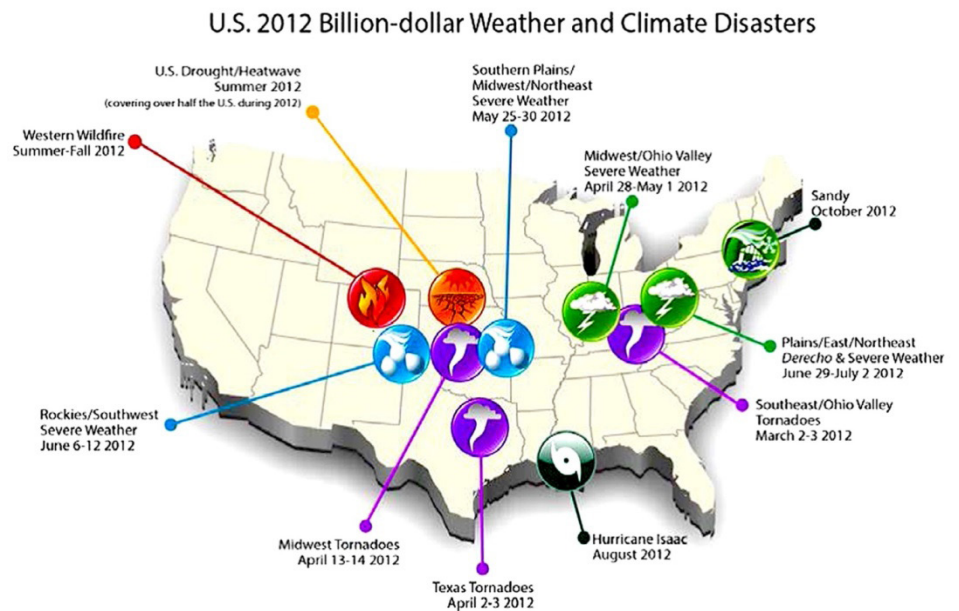 U.S. 2012 Billion-dollar Weather and Climate Disasters
U.S. Drought/Heatwave
Summer 2012
(covering over half the U.S. during 2012)
Southern Plains/
Midwest/Northeast
Severe Weather
May 25-30 2012
Western Wildfire
Summer-Fall 2012
Midwest/Ohio Valley
Severe Weather
April 28-May 1 2012
Sandy
October 2012
Plains/East/Northeast
Derecho & Severe Weather
June 29-July 2 2012
Rockies/Southwest
Severe Weather
June 6-12 2012
Southeast/Ohio Valley
Tornadoes
March 2-3 2012
Midwest Tornadoes
April 13-14 2012
Hurricane Isaac
August 2012
Texas Tornadoes
April 2-3 2012